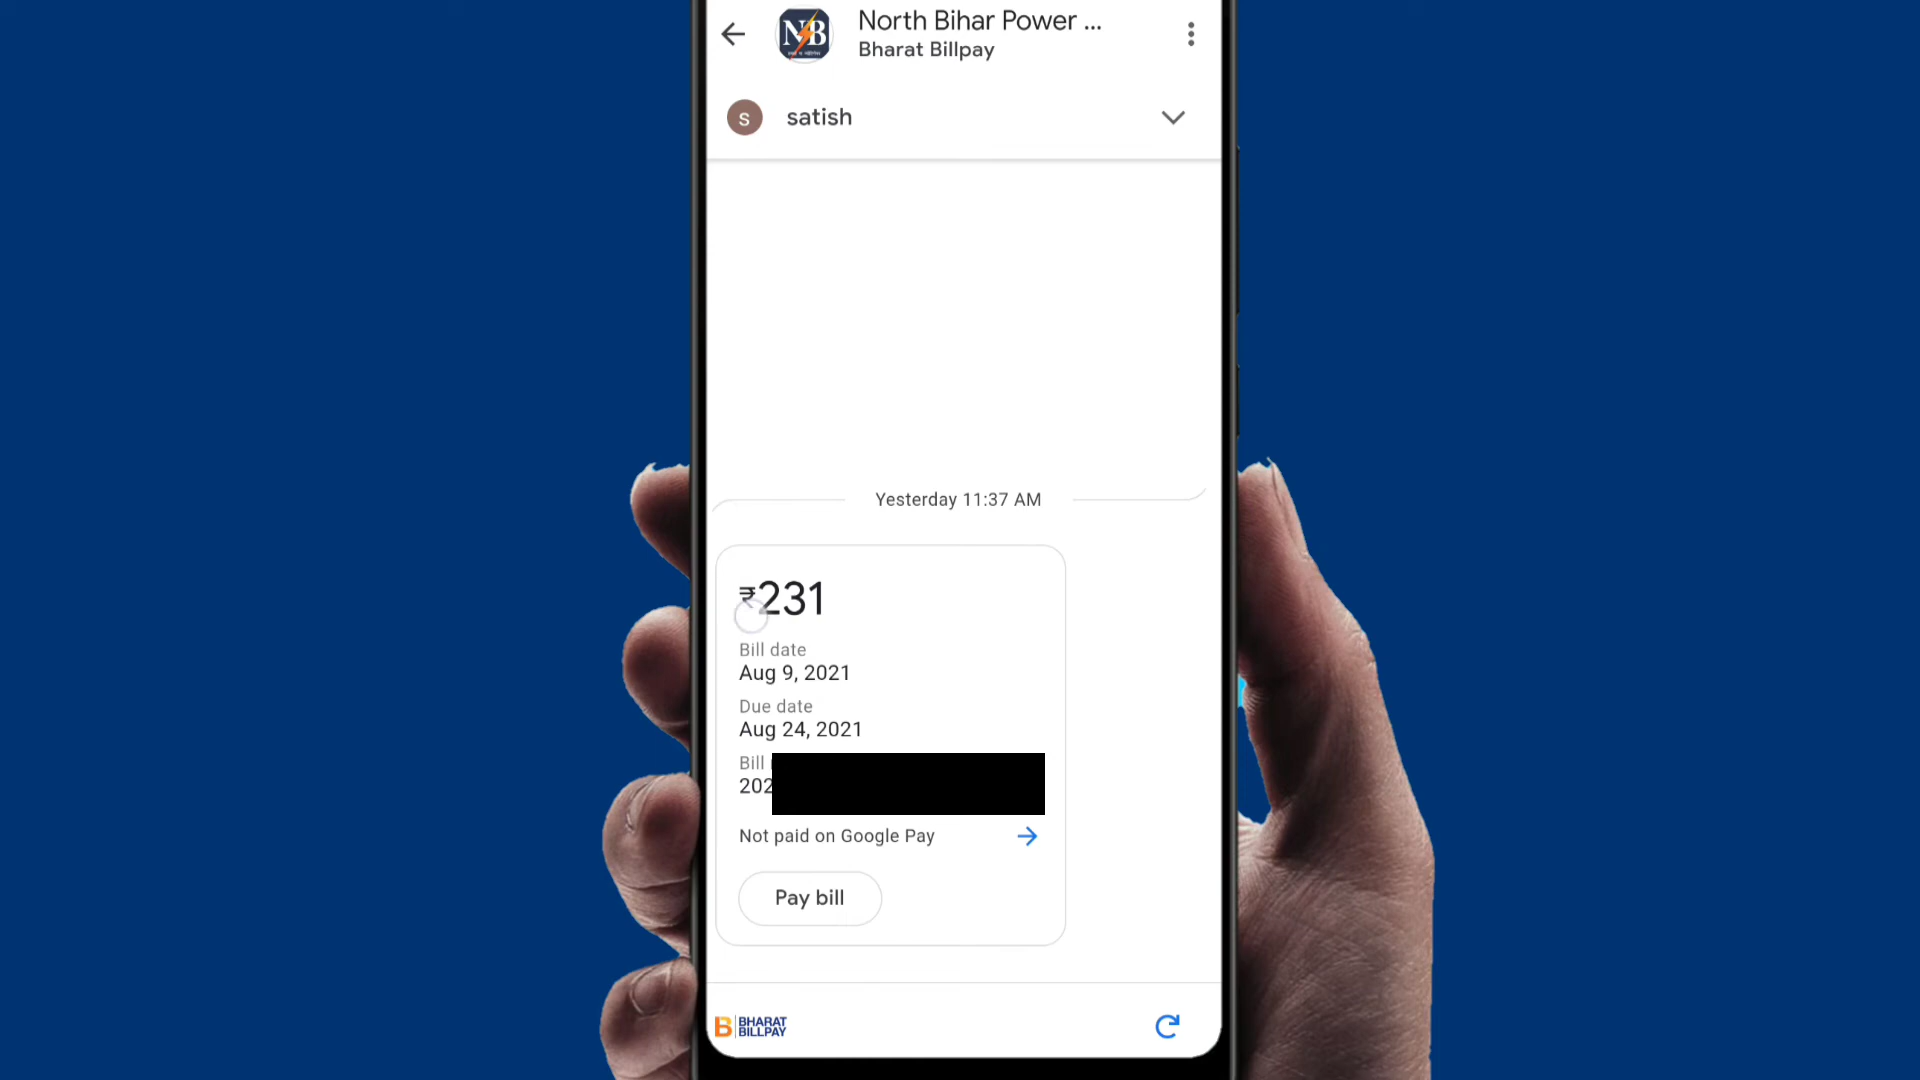 North Bihar Power ...
Bharat Billpay
NB
s
satish
Yesterday 11:37 AM
₹231
Bill date
Aug 9, 2021
Due date
Aug 24, 2021
Bill
202
Not paid on Google Pay
Pay bill
B BHARAT
BILLPAY